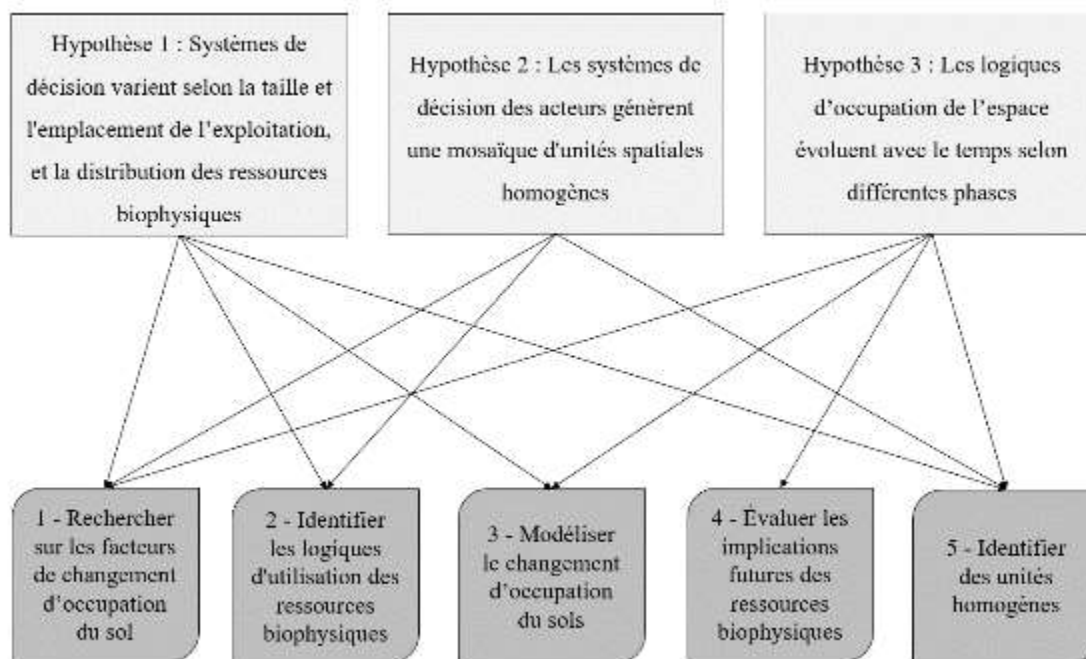 Hypothèse 1 : Systèmes de
décision varient selon la taille et
l'emplacement de l’exploitation,
et la distribution des ressources
biophysiques
Hypothèse 2 : Les systèmes de
décision des acteurs génèrent
une mosaïque d'unités spatiales
homogènes
Hypothèse 3 : Les logiques
d’occupation de l’espace
évoluent avec le temps selon
différentes phases
1 - Rechercher
sur les facteurs
de changement
d’occupation
du sol
2 - Identifier
les logiques
d'utilisation des
ressources
biophysiques
3 - Modéliser
le changement
d’occupation
du sols
4 - Évaluer les
implications
futures des
ressources
biophysiques
5 - Identifier
des unités
homogènes